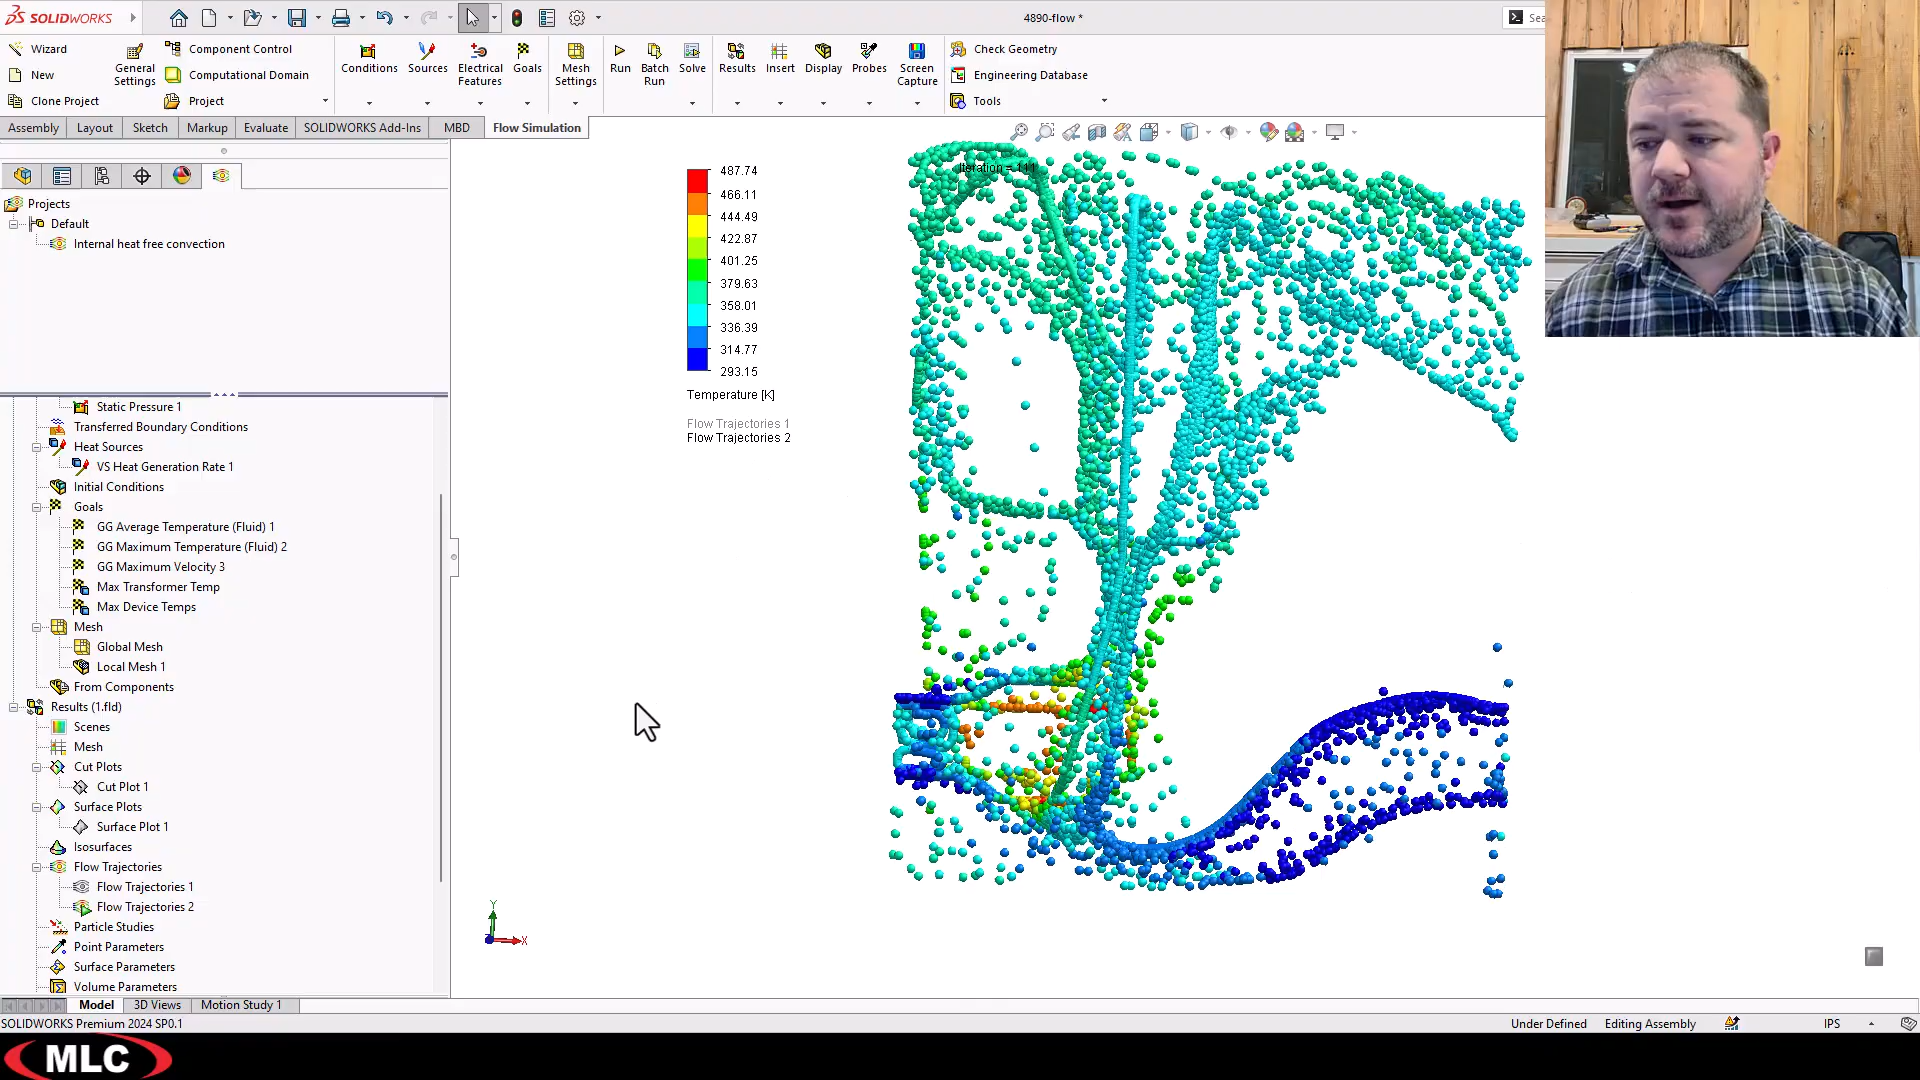 SOLIDWORKS
4890-flow *
Sea
Wizard
New
Clone Project
General Settings
Component Control
Computational Domain
Project
Conditions
Sources
Electrical Features
Goals
Mesh Settings
Run
Batch Run
Solve
Results
Insert
Display
Probes
Screen Capture
Check Geometry
Engineering Database
Tools
Assembly
Layout
Sketch
Markup
Evaluate
SOLIDWORKS Add-Ins
MBD
Flow Simulation
Projects
Default
Internal heat free convection
Static Pressure 1
Transferred Boundary Conditions
Heat Sources
VS Heat Generation Rate 1
Initial Conditions
Goals
GG Average Temperature (Fluid) 1
GG Maximum Temperature (Fluid) 2
GG Maximum Velocity 3
Max Transformer Temp
Max Device Temps
Mesh
Global Mesh
Local Mesh 1
From Components
Results (1.fld)
Scenes
Mesh
Cut Plots
Cut Plot 1
Surface Plots
Surface Plot 1
Isosurfaces
Flow Trajectories
Flow Trajectories 1
Flow Trajectories 2
Particle Studies
Point Parameters
Surface Parameters
Volume Parameters
487.74
466.11
444.49
422.87
401.25
379.63
358.01
336.39
314.77
293.15
Temperature [K]
Flow Trajectories 1
Flow Trajectories 2
Iteration = 111
Y
X
Model
3D Views
Motion Study 1
SOLIDWORKS Premium 2024 SP0.1
Under Defined
Editing Assembly
IPS
MLC